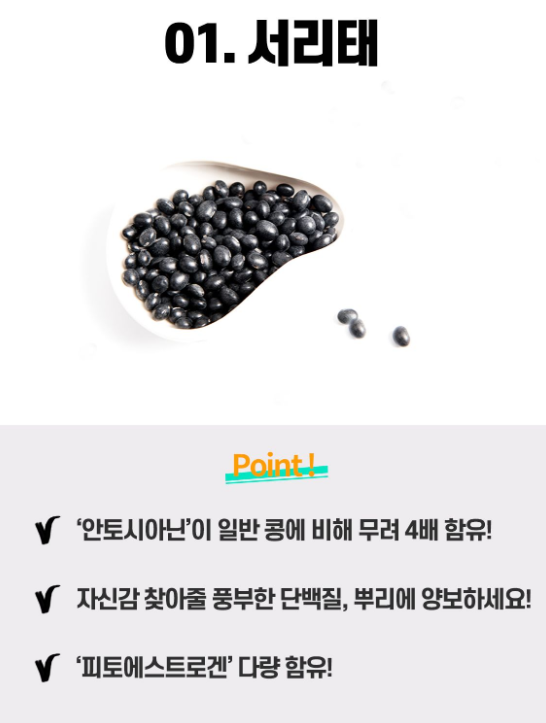 01. 서리태
Point!
‘안토시아닌’이 일반 콩에 비해 무려 4배 함유!
자신감 찾아줄 풍부한 단백질, 뿌리에 양보하세요!
‘피토에스트로겐’ 다량 함유!